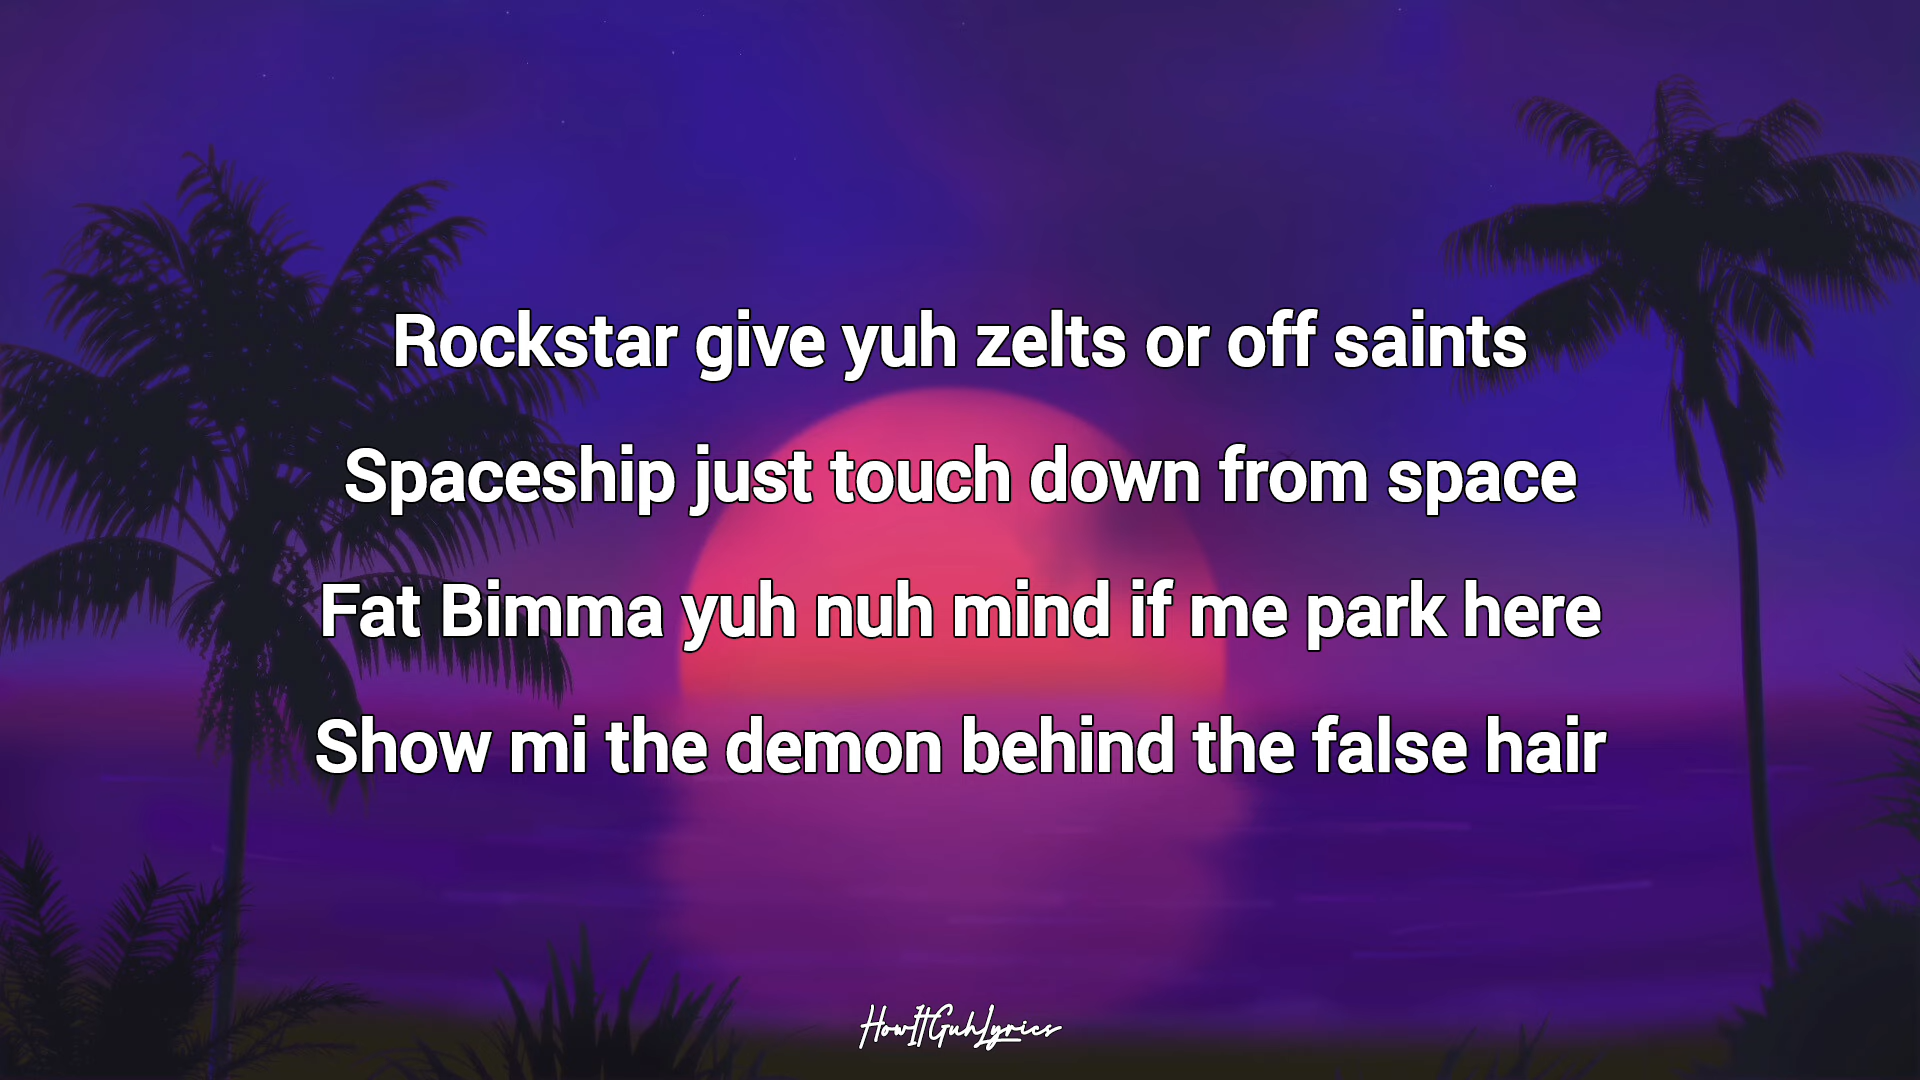 Rockstar give yuh zelts or off saints
Spaceship just touch down from space
Fat Bimma yuh nuh mind if me park here
Show mi the demon behind the false hair
HowItGuhLyrics